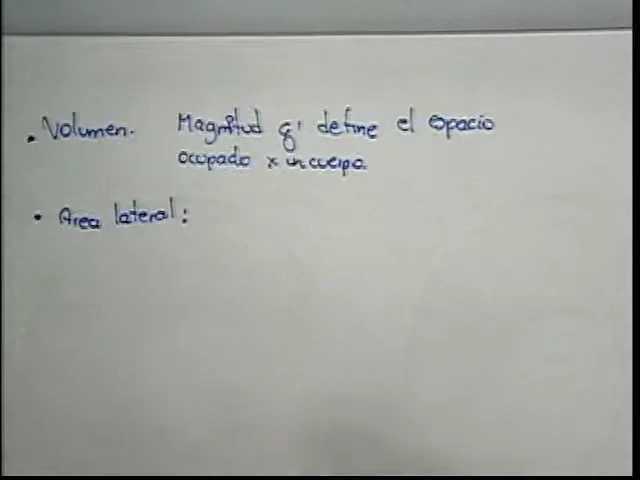 • Volumen. Magnitud q' define el espacio
ocupado x un cuerpo.
• Area lateral: